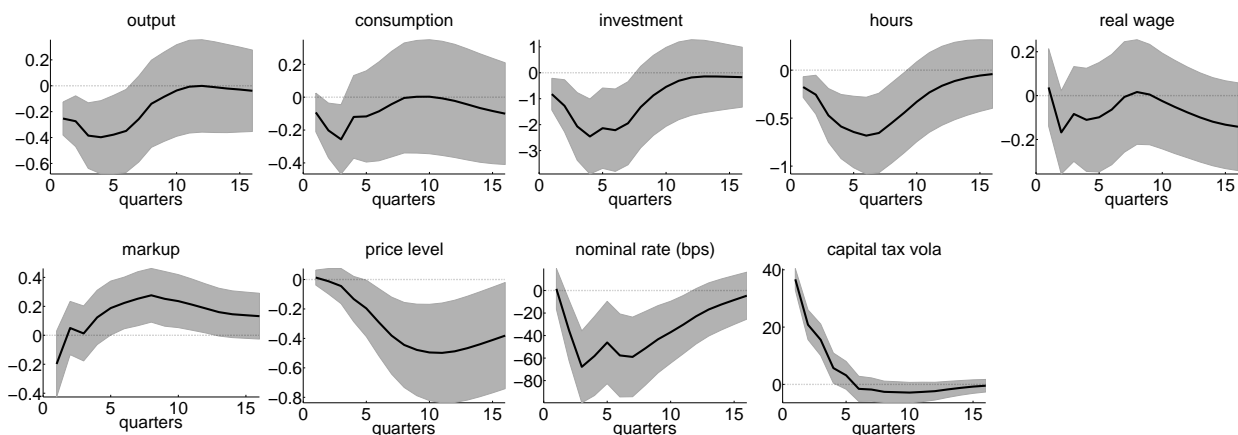 output
consumption
investment
hours
real wage
0.2
0
−0.2
−0.4
−0.6
0 5 10 15
quarters
0.2
0
−0.2
−0.4
0 5 10 15
quarters
1
0
−1
−2
−3
0 5 10 15
quarters
0
−0.5
−1
0 5 10 15
quarters
0.2
0
−0.2
0 5 10 15
quarters
markup
price level
nominal rate (bps)
capital tax vola
0.4
0.2
0
−0.2
−0.4
0 5 10 15
quarters
0
−0.2
−0.4
−0.6
−0.8
0 5 10 15
quarters
0
−20
−40
−60
−80
0 5 10 15
quarters
40
20
0
0 5 10 15
quarters